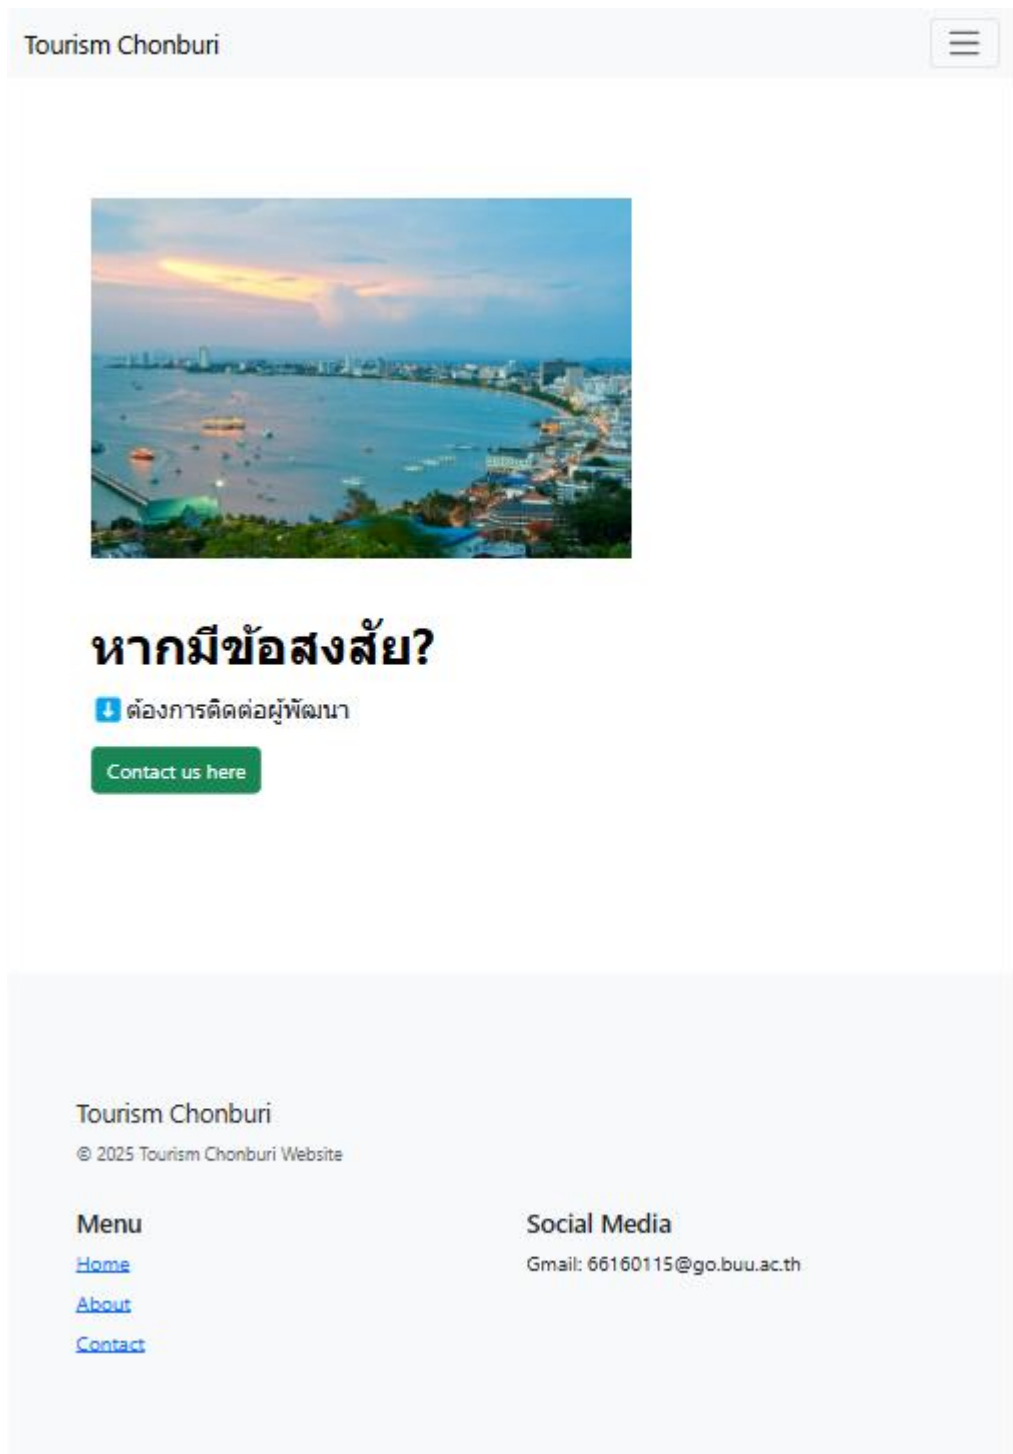 Tourism Chonburi
หากมีข้อสงสัย?
⬇️ ต้องการติดต่อผู้พัฒนา
Contact us here
Tourism Chonburi
© 2025 Tourism Chonburi Website
Menu
Home
About
Contact
Social Media
Gmail: 66160115@go.buu.ac.th